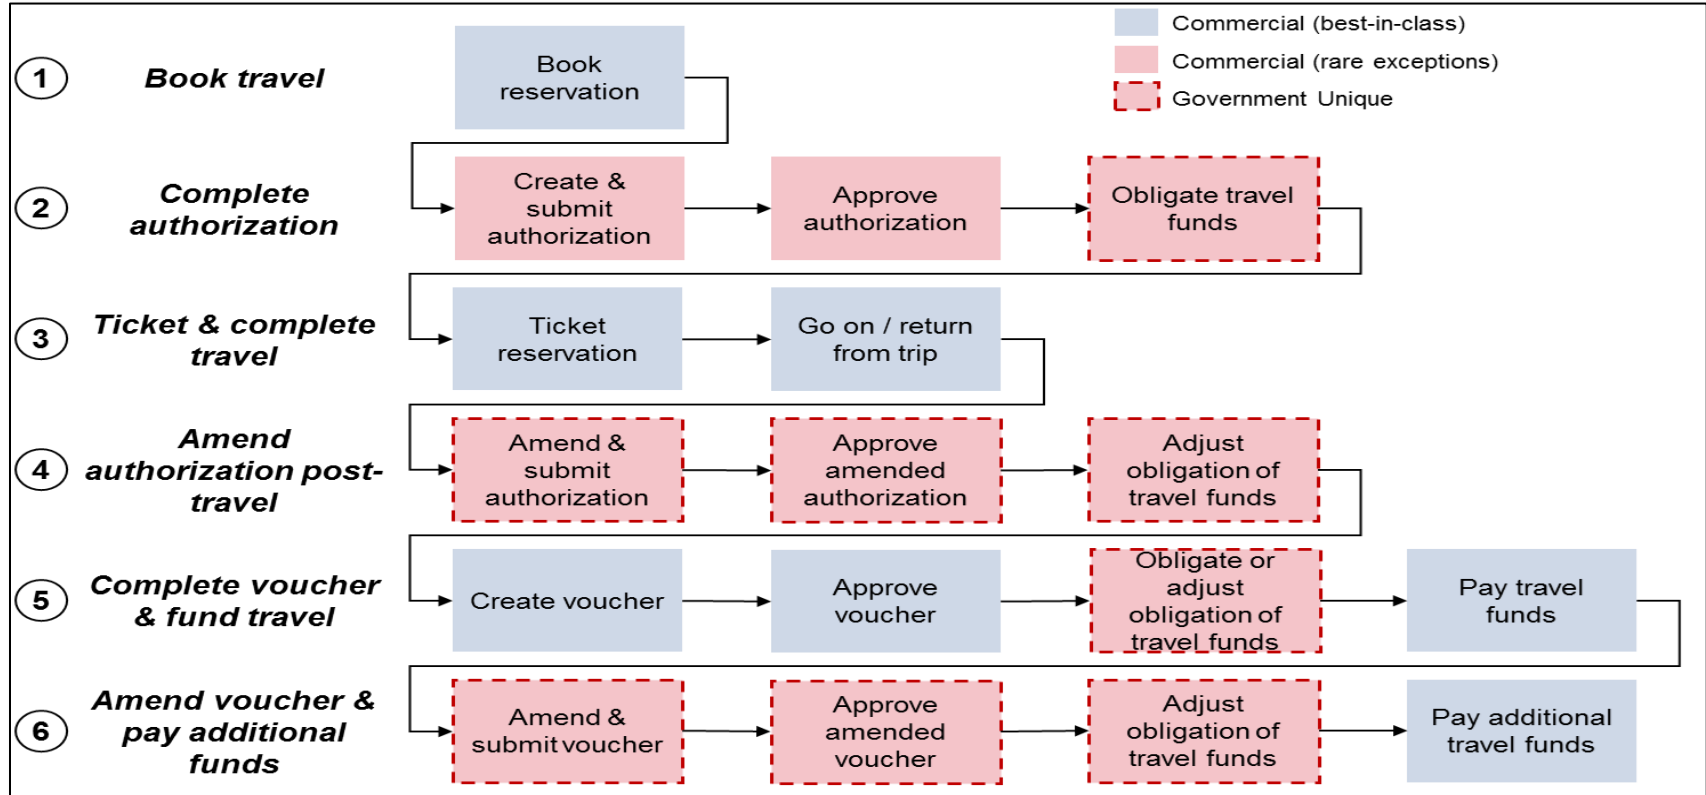 Commercial (best-in-class)
Commercial (rare exceptions)
Government Unique
1
Book travel
Book
reservation
2
Complete
authorization
Create &
submit
authorization
Approve
authorization
Obligate travel
funds
3
Ticket & complete
travel
Ticket
reservation
Go on / return
from trip
4
Amend
authorization post-
travel
Amend &
submit
authorization
Approve
amended
authorization
Adjust
obligation of
travel funds
5
Complete voucher
& fund travel
Create voucher
Approve
voucher
Obligate or
adjust
obligation of
travel funds
Pay travel
funds
6
Amend voucher &
pay additional
funds
Amend &
submit voucher
Approve
amended
voucher
Adjust
obligation of
travel funds
Pay additional
travel funds